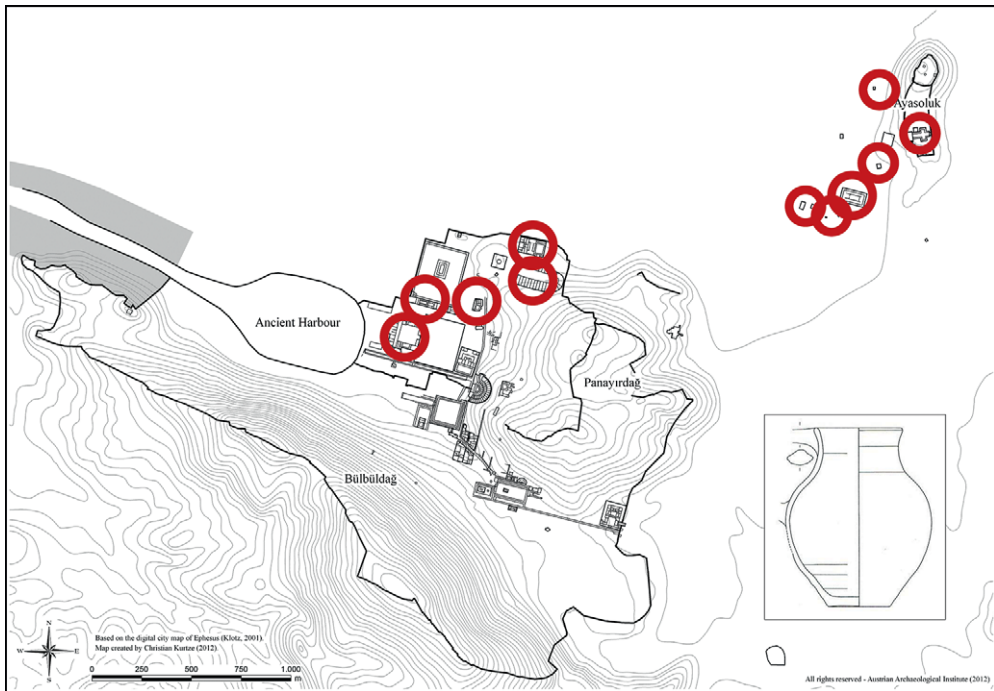 Ayasoluk
Ancient Harbour
Panayırdağ
Bülbüldağ
N
W
E
S
Based on the digital city map of Ephesus (Klotz, 2001).
Map created by Christian Kurtze (2012)
0 250 500 750 1.000
m
All rights reserved - Austrian Archaeological Institute (2012)